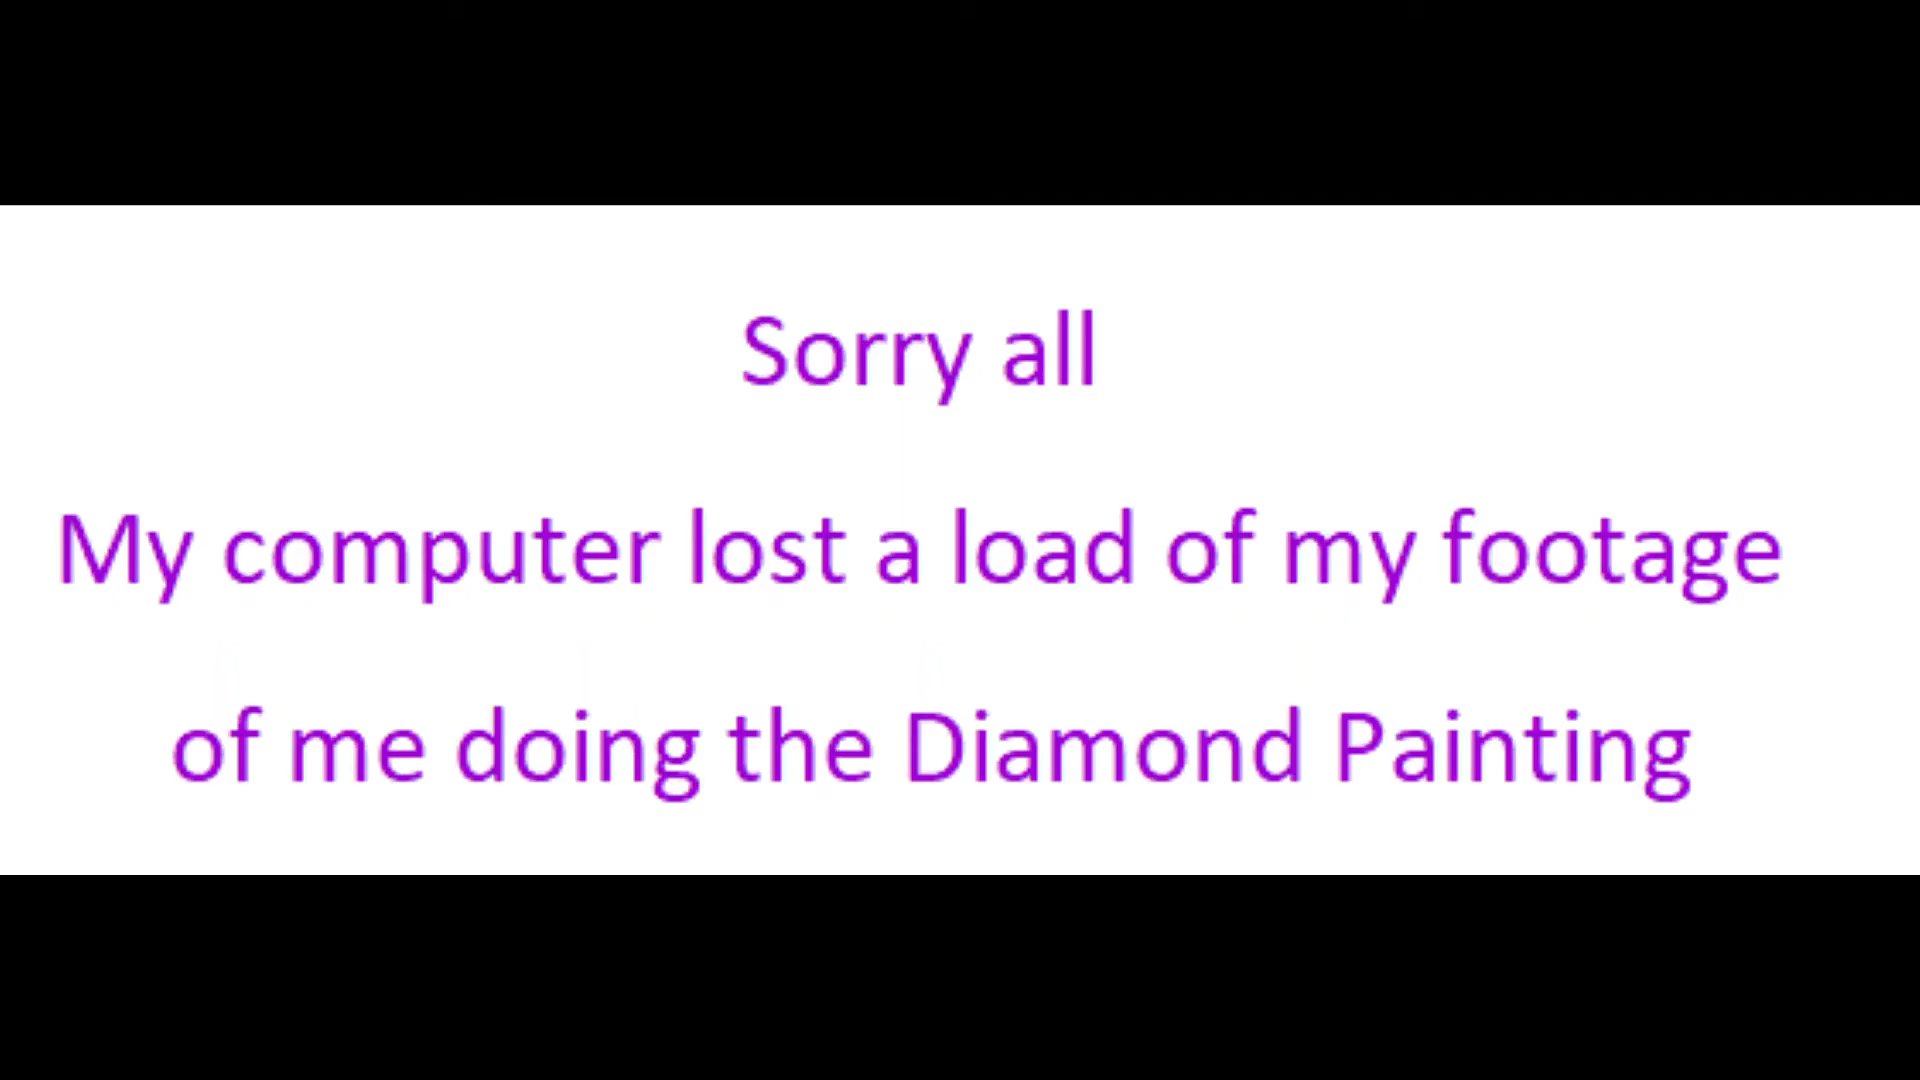 Sorry all
My computer lost a load of my footage
of me doing the Diamond Painting